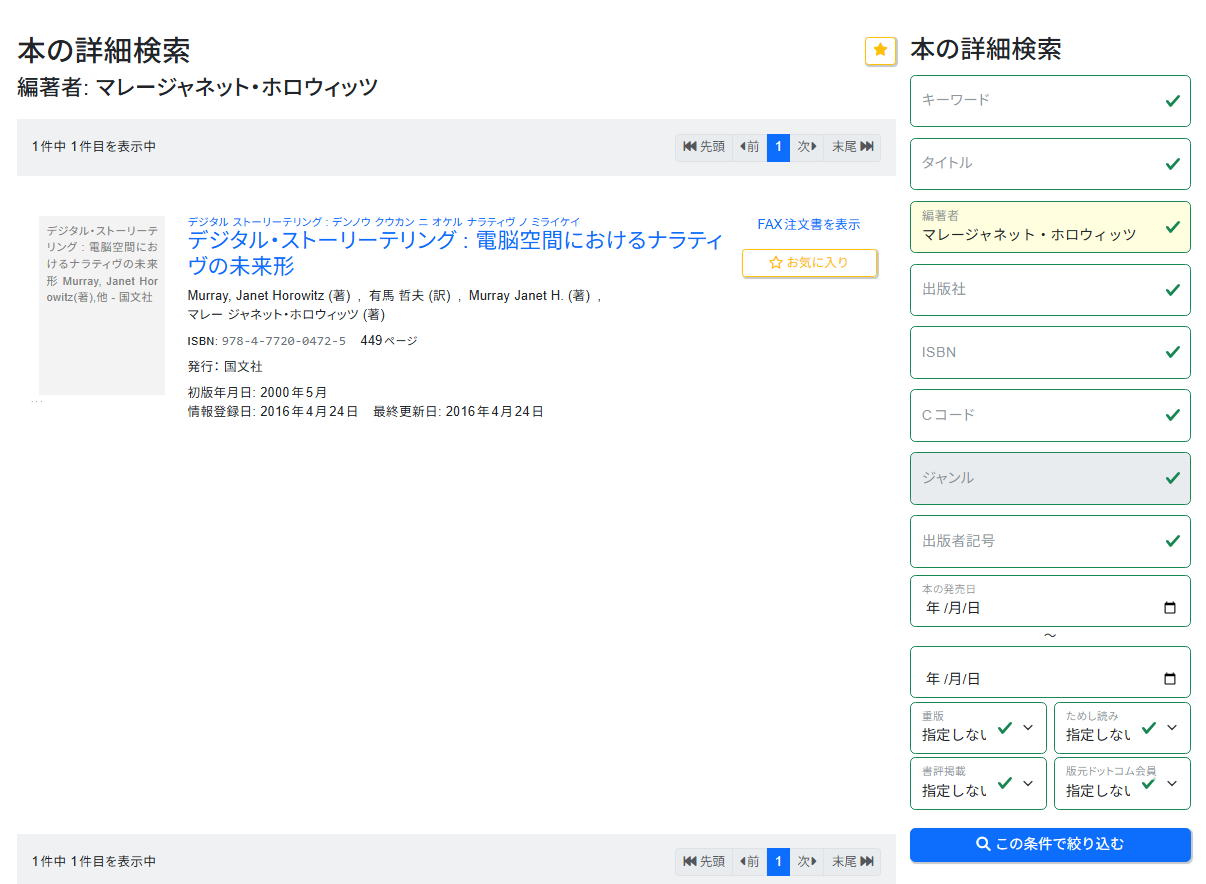 本の詳細検索
編著者: マレージャネット・ホロウィッツ
1件中 1件目を表示中
先頭 前 1 次 末尾
デジタル・ストーリーテ
リング : 電脳空間にお
けるナラティヴの未来
形 Murray, Janet Hor
owitz(著),他 - 国文社
...
デジタル ストーリーテリング : デンノウ クウカン ニ オケル ナラティヴ ノ ミライケイ
デジタル・ストーリーテリング : 電脳空間におけるナラティ
ヴの未来形
Murray, Janet Horowitz (著) , 有馬 哲夫 (訳) , Murray Janet H. (著) ,
マレー ジャネット・ホロウィッツ (著)
ISBN: 978-4-7720-0472-5 449ページ
発行: 国文社
初版年月日: 2000年5月
情報登録日: 2016年4月24日 最終更新日: 2016年4月24日
FAX注文書を表示
お気に入り
1件中 1件目を表示中
先頭 前 1 次 末尾
本の詳細検索
キーワード
タイトル
編著者
マレージャネット・ホロウィッツ
出版社
ISBN
Cコード
ジャンル
出版者記号
本の発売日
年 /月/日
～
年 /月/日
重版
指定しない
ためし読み
指定しない
書評掲載
指定しない
版元ドットコム会員
指定しない
この条件で絞り込む